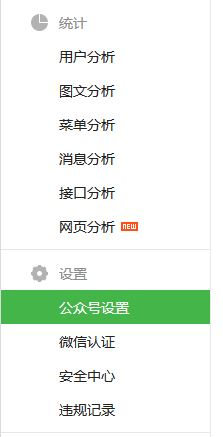 统计
用户分析
图文分析
菜单分析
消息分析
接口分析
网页分析 NEW
设置
公众号设置
微信认证
安全中心
违规记录